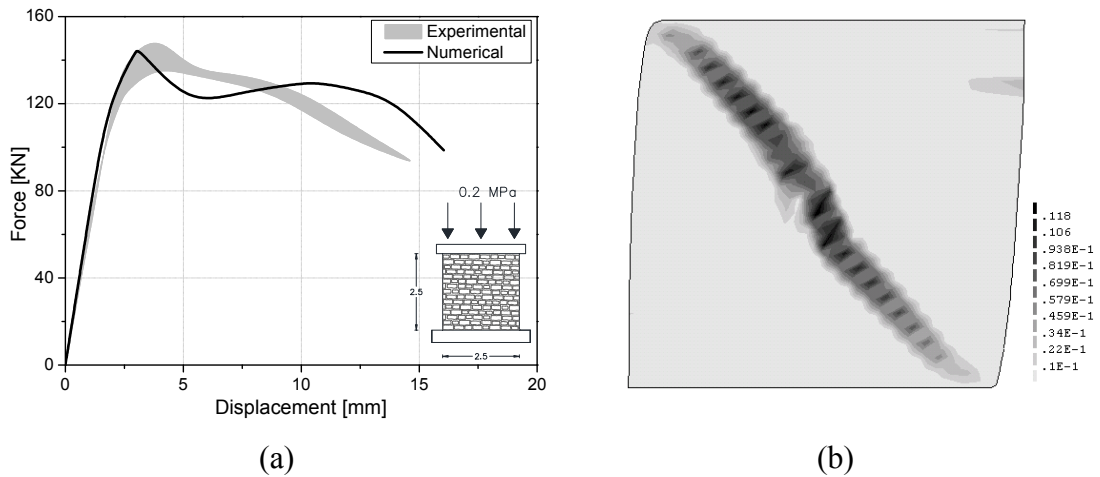 160
120
80
40
0
Force [KN]
Experimental
Numerical
0.2 MPa
2.5
2.5
0
5
10
15
20
Displacement [mm]
(a)
.118
.106
.938E-1
.819E-1
.699E-1
.579E-1
.459E-1
.34E-1
.22E-1
.1E-1
(b)